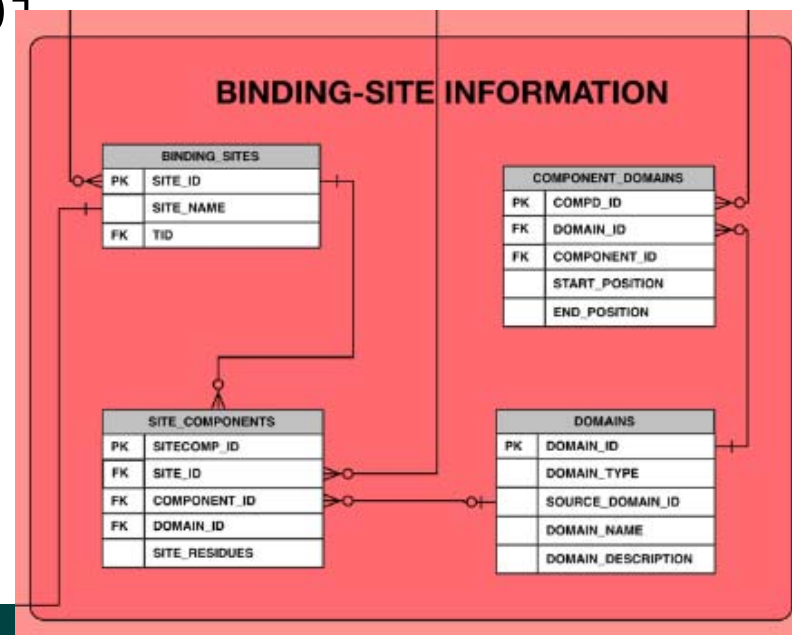 BINDING-SITE INFORMATION
BINDING_SITES
PK SITE_ID
SITE_NAME
FK TID
COMPONENT_DOMAINS
PK COMPD_ID
FK DOMAIN_ID
FK COMPONENT_ID
START_POSITION
END_POSITION
SITE_COMPONENTS
PK SITECOMP_ID
FK SITE_ID
FK COMPONENT_ID
FK DOMAIN_ID
SITE_RESIDUES
DOMAINS
PK DOMAIN_ID
DOMAIN_TYPE
SOURCE_DOMAIN_ID
DOMAIN_NAME
DOMAIN_DESCRIPTION